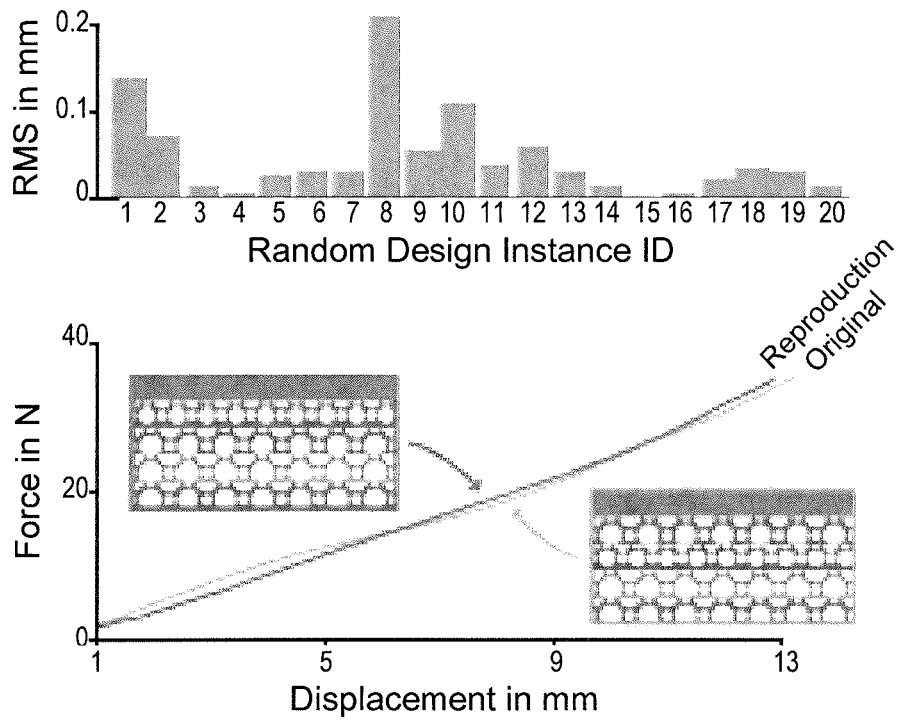 0.2
0.1
0
RMS in mm
1 2 3 4 5 6 7 8 9 10 11 12 13 14 15 16 17 18 19 20
Random Design Instance ID
Reproduction
Original
40
20
0
Force in N
1 5 9 13
Displacement in mm